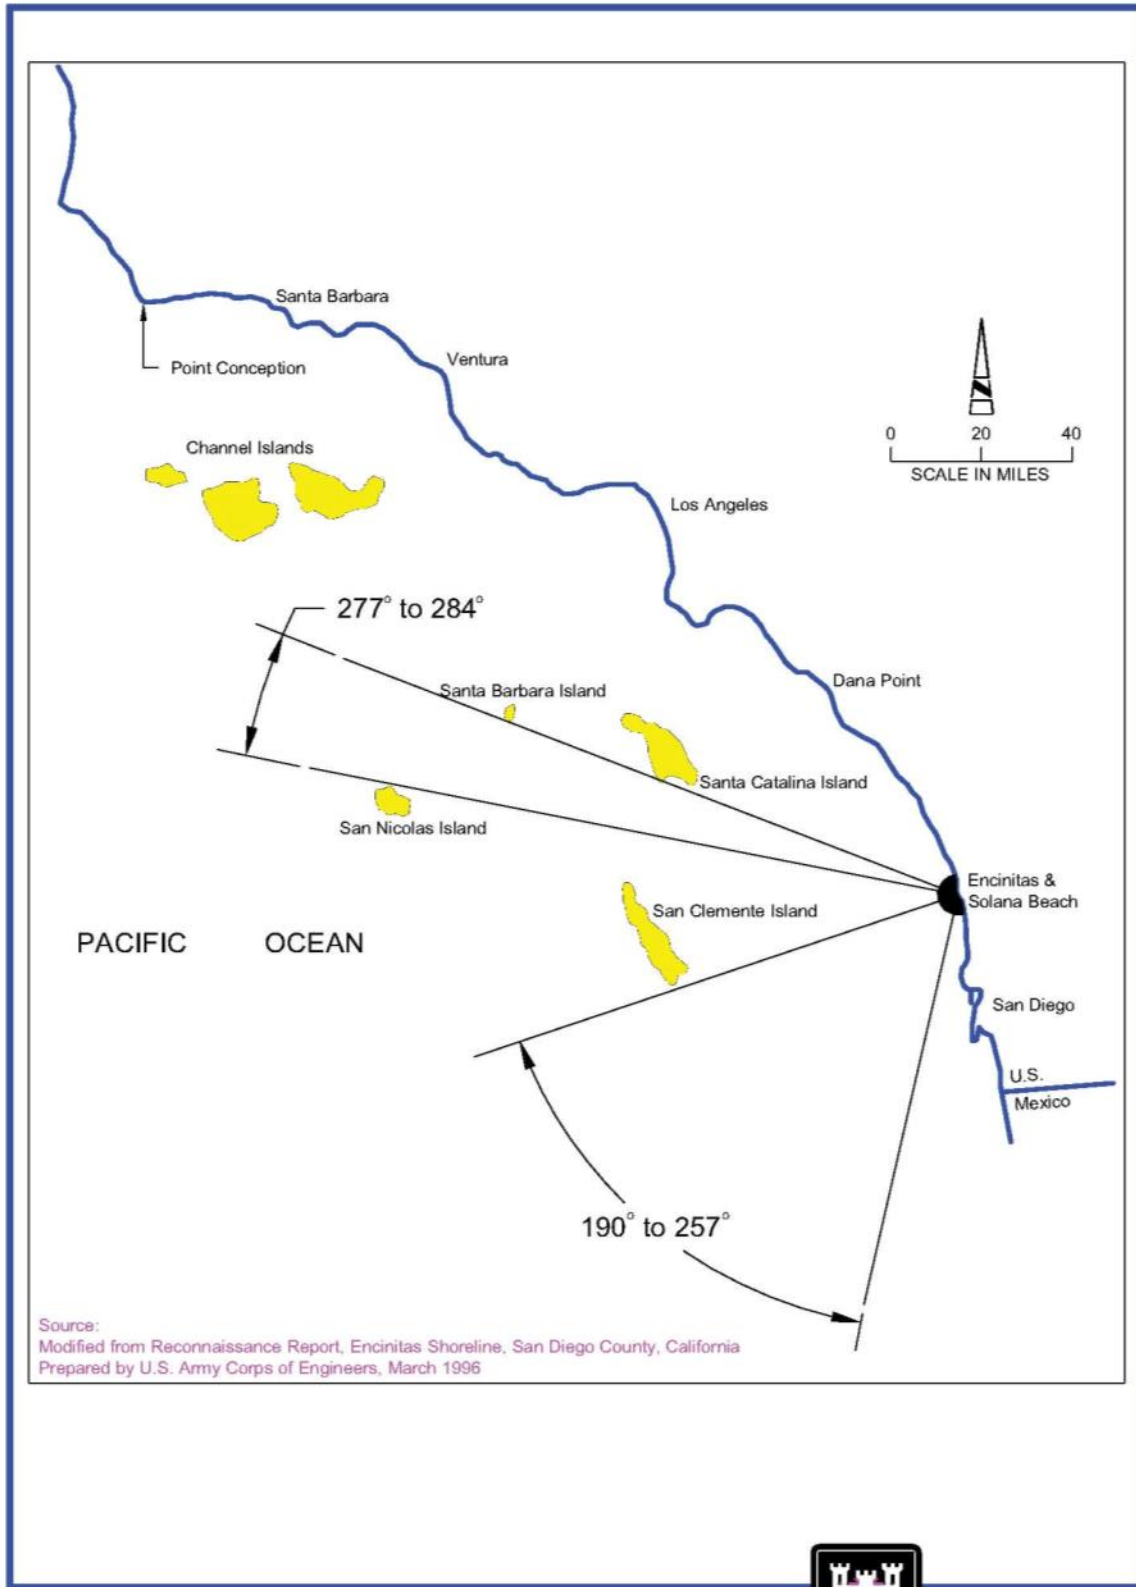 Santa Barbara
Point Conception
Ventura
Channel Islands
0 20 40
SCALE IN MILES
Los Angeles
277° to 284°
Dana Point
Santa Barbara Island
Santa Catalina Island
San Nicolas Island
Encinitas &
Solana Beach
San Clemente Island
PACIFIC OCEAN
San Diego
U.S.
Mexico
190° to 257°
Source:
Modified from Reconnaissance Report, Encinitas Shoreline, San Diego County, California
Prepared by U.S. Army Corps of Engineers, March 1996
N